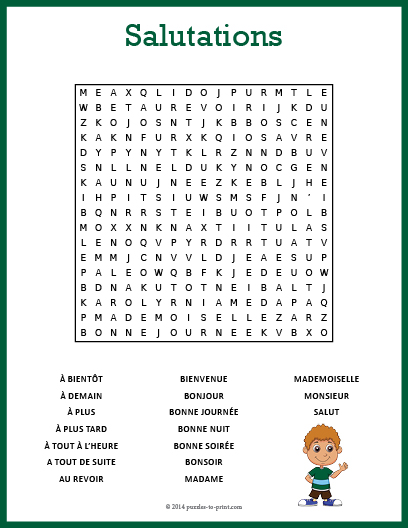 Salutations
M E A X Q L I D O J P U R M T L E
W B E T A U R E V O I R I J K D U
Z K O J O S N T J K B B O S C E N
K A K N F U R X K Q I O S A V R E
D Y P Y N Y T K L R Z N N D B U V
S N L L N E L D U K Y N O C G E N
K A U N U J N E E Z K E B L J H E
I H P I T S I U W S M S F J N ' I
B Q N R R S T E I B U O T P O L B
M O X X N K N A X T I I T U L A S
L E N O Q V P Y R D R R T U A T V
E M M J C N V V L D J E A E S U P
P A L E O W Q B F K J E D E U O W
B D N A K U T O T N E I B A L T J
K A R O L Y R N I A M E D A P A Q
P M A D E M O I S E L L E Z A R Z
B O N N E J O U R N E E K V B X O
À BIENTÔT
À DEMAIN
À PLUS
À PLUS TARD
À TOUT À L'HEURE
A TOUT DE SUITE
AU REVOIR
BIENVENUE
BONJOUR
BONNE JOURNÉE
BONNE NUIT
BONNE SOIRÉE
BONSOIR
MADAME
MADEMOISELLE
MONSIEUR
SALUT
© 2014 puzzles-to-print.com